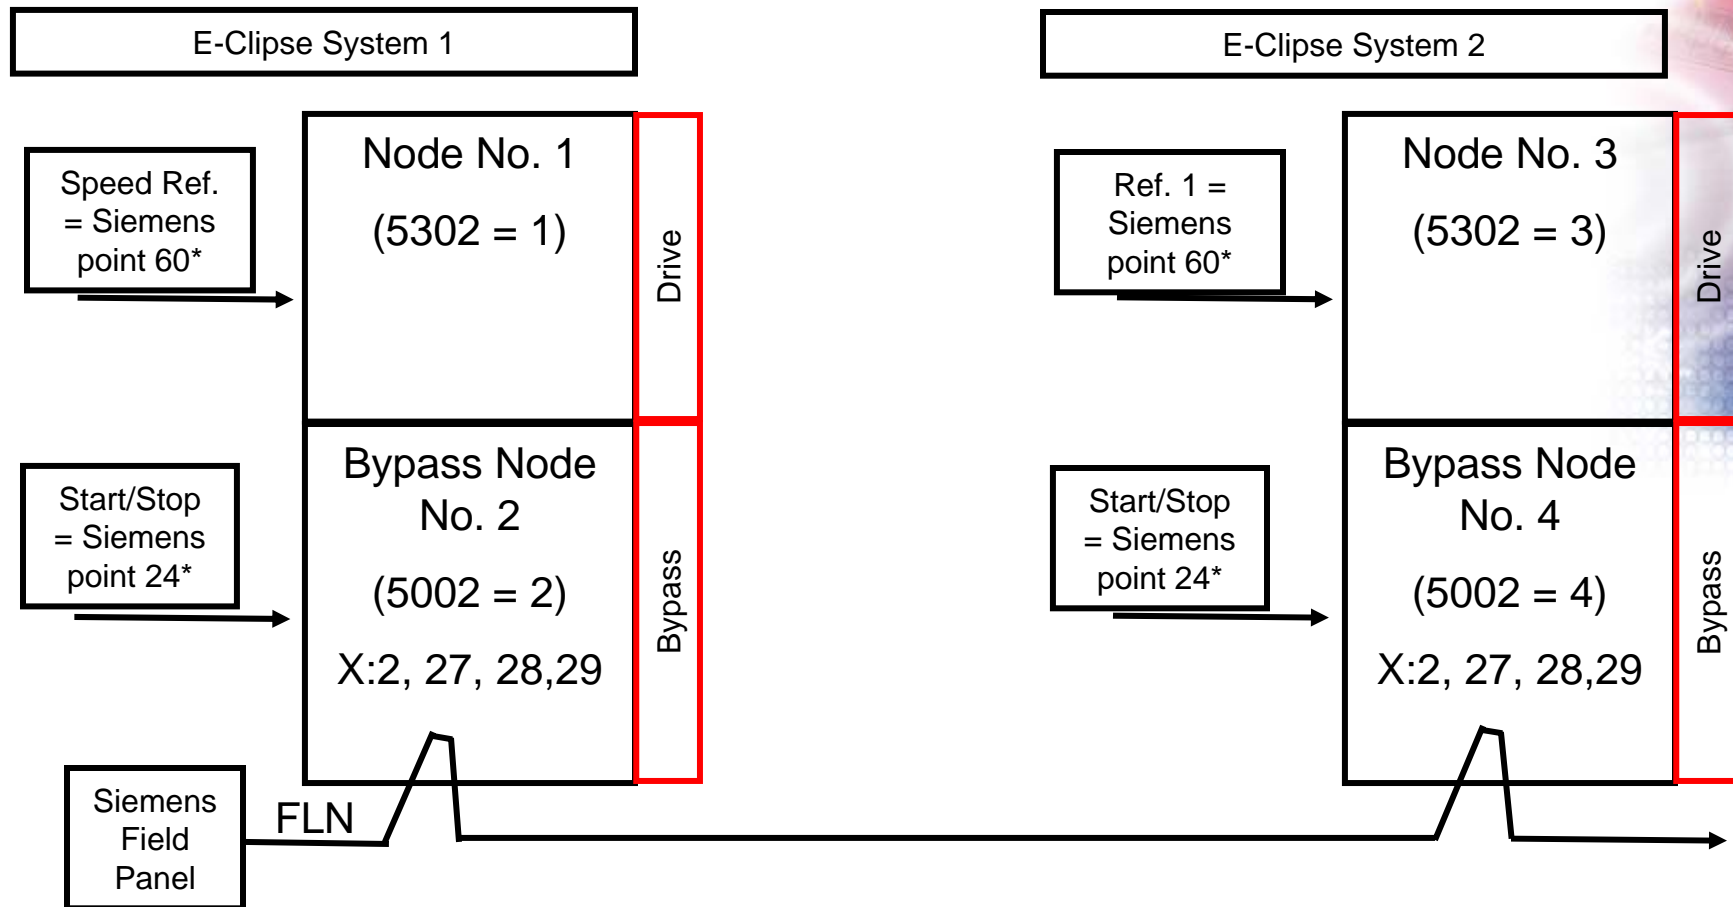 E-Clipse System 1
Speed Ref.
= Siemens
point 60*
Node No. 1
(5302 = 1)
Drive
Start/Stop
= Siemens
point 24*
Bypass Node
No. 2
(5002 = 2)
X:2, 27, 28,29
Bypass
Siemens
Field
Panel
FLN
E-Clipse System 2
Ref. 1 =
Siemens
point 60*
Node No. 3
(5302 = 3)
Drive
Start/Stop
= Siemens
point 24*
Bypass Node
No. 4
(5002 = 4)
X:2, 27, 28,29
Bypass